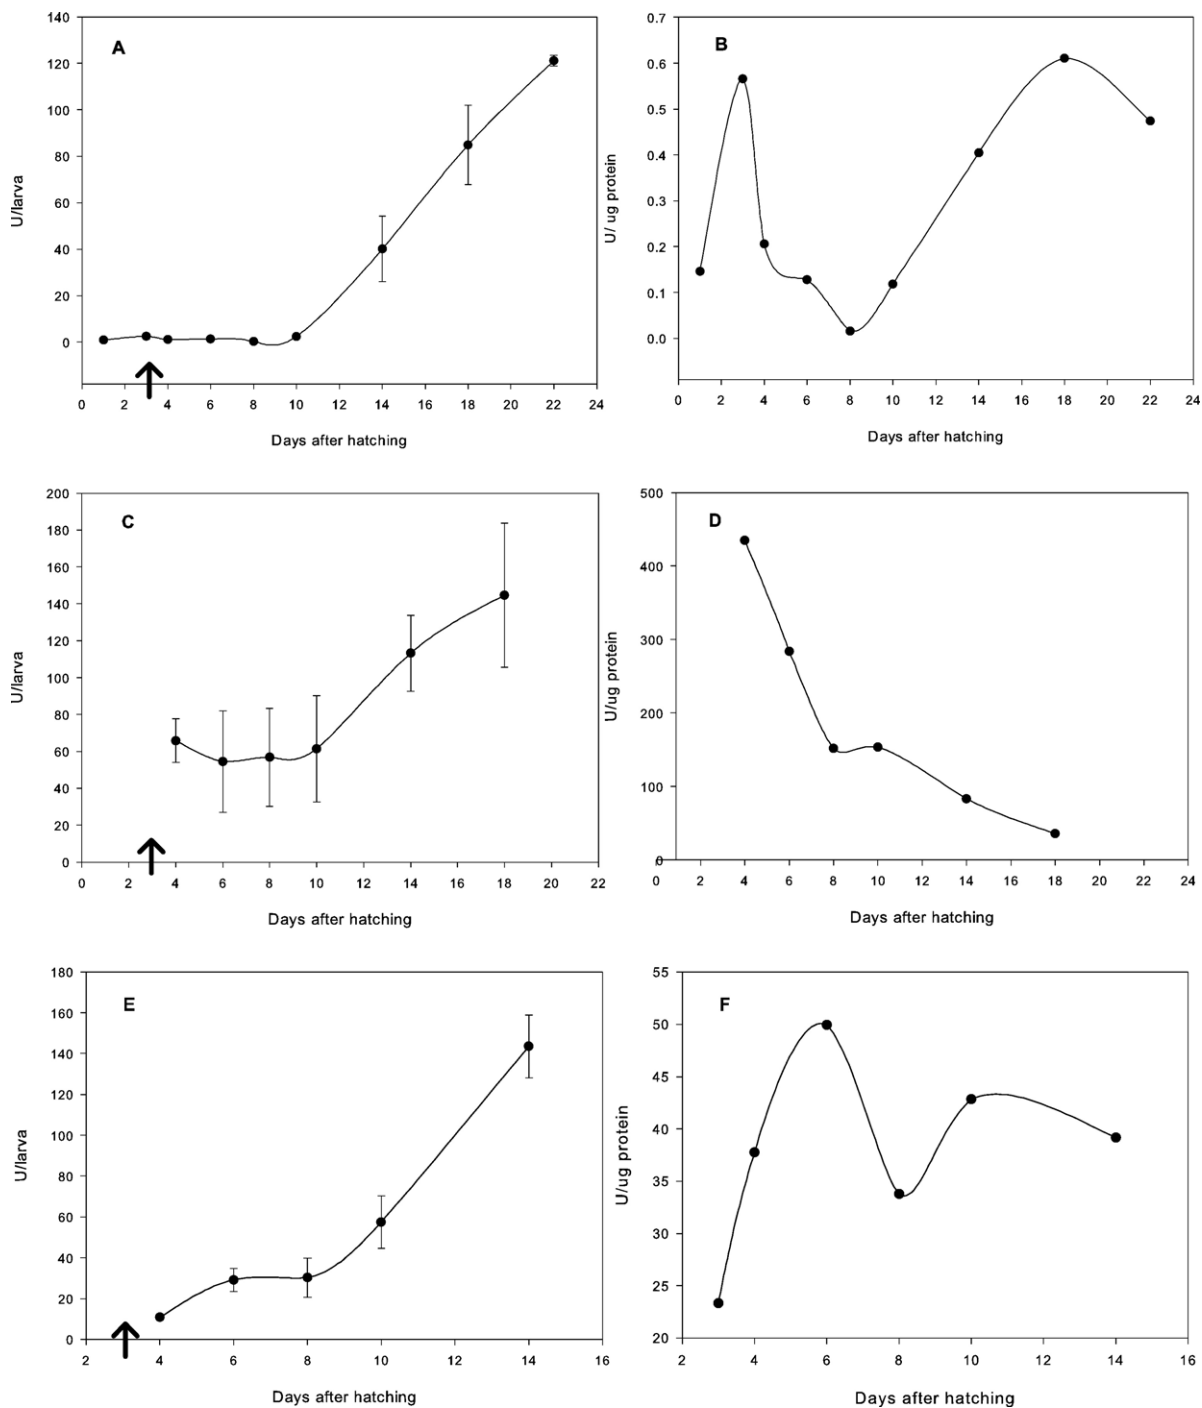 A
140
120
100
80
60
40
20
0
U/larva
0 2 4 6 8 10 12 14 16 18 20 22 24
Days after hatching
B
0.7
0.6
0.5
0.4
0.3
0.2
0.1
0.0
U/ ug protein
0 2 4 6 8 10 12 14 16 18 20 22 24
Days after hatching
C
200
180
160
140
120
100
80
60
40
20
0
U/larva
0 2 4 6 8 10 12 14 16 18 20 22
Days after hatching
D
500
400
300
200
100
0
U/ug protein
0 2 4 6 8 10 12 14 16 18 20 22 24
Days after hatching
E
180
160
140
120
100
80
60
40
20
0
U/larva
2 4 6 8 10 12 14 16
Days after hatching
F
55
50
45
40
35
30
25
20
U/ug protein
2 4 6 8 10 12 14 16
Days after hatching